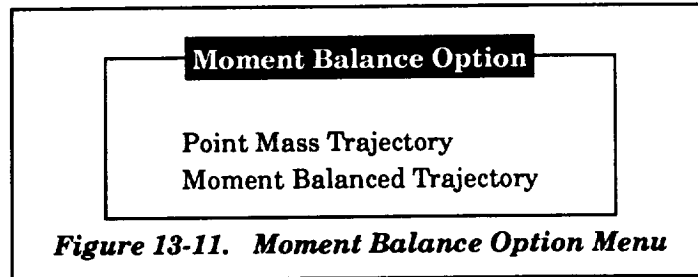 Moment Balance Option
Point Mass Trajectory
Moment Balanced Trajectory
Figure 13-11. Moment Balance Option Menu